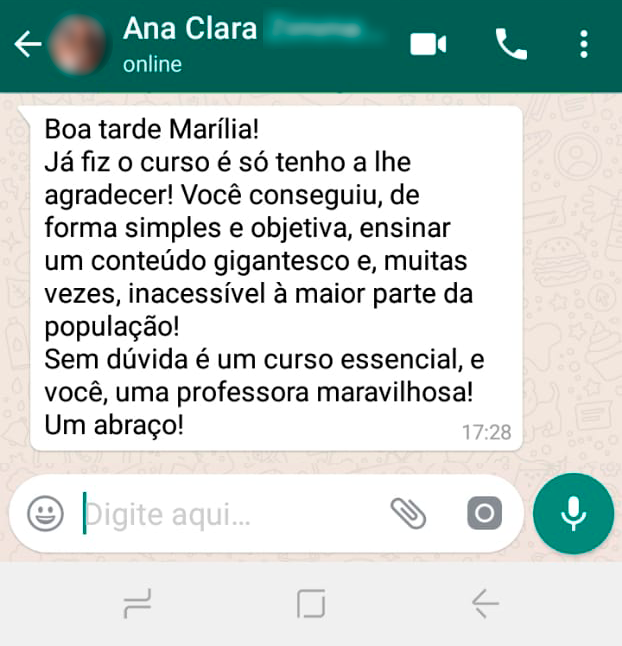 Ana Clara
online
Boa tarde Marília!
Já fiz o curso é só tenho a lhe
agradecer! Você conseguiu, de
forma simples e objetiva, ensinar
um conteúdo gigantesco e, muitas
vezes, inacessível à maior parte da
população!
Sem dúvida é um curso essencial, e
você, uma professora maravilhosa!
Um abraço!
17:28
Digite aqui...